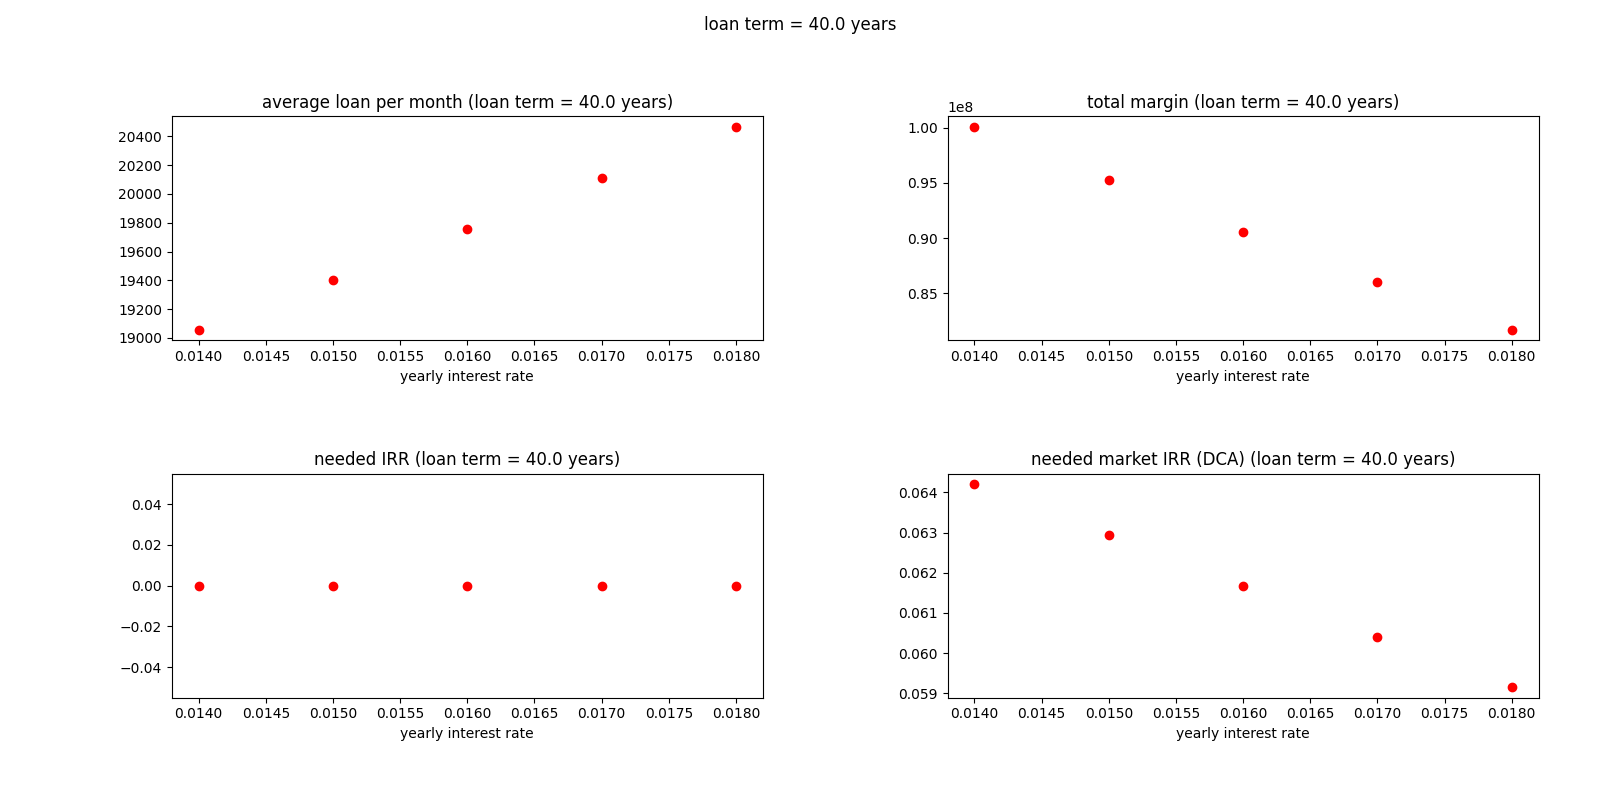 loan term = 40.0 years
average loan per month (loan term = 40.0 years)
20400
20200
20000
19800
19600
19400
19200
19000
0.0140 0.0145 0.0150 0.0155 0.0160 0.0165 0.0170 0.0175 0.0180
yearly interest rate
total margin (loan term = 40.0 years)
1e8
1.00
0.95
0.90
0.85
0.0140 0.0145 0.0150 0.0155 0.0160 0.0165 0.0170 0.0175 0.0180
yearly interest rate
needed IRR (loan term = 40.0 years)
0.04
0.02
0.00
−0.02
−0.04
0.0140 0.0145 0.0150 0.0155 0.0160 0.0165 0.0170 0.0175 0.0180
yearly interest rate
needed market IRR (DCA) (loan term = 40.0 years)
0.064
0.063
0.062
0.061
0.060
0.059
0.0140 0.0145 0.0150 0.0155 0.0160 0.0165 0.0170 0.0175 0.0180
yearly interest rate